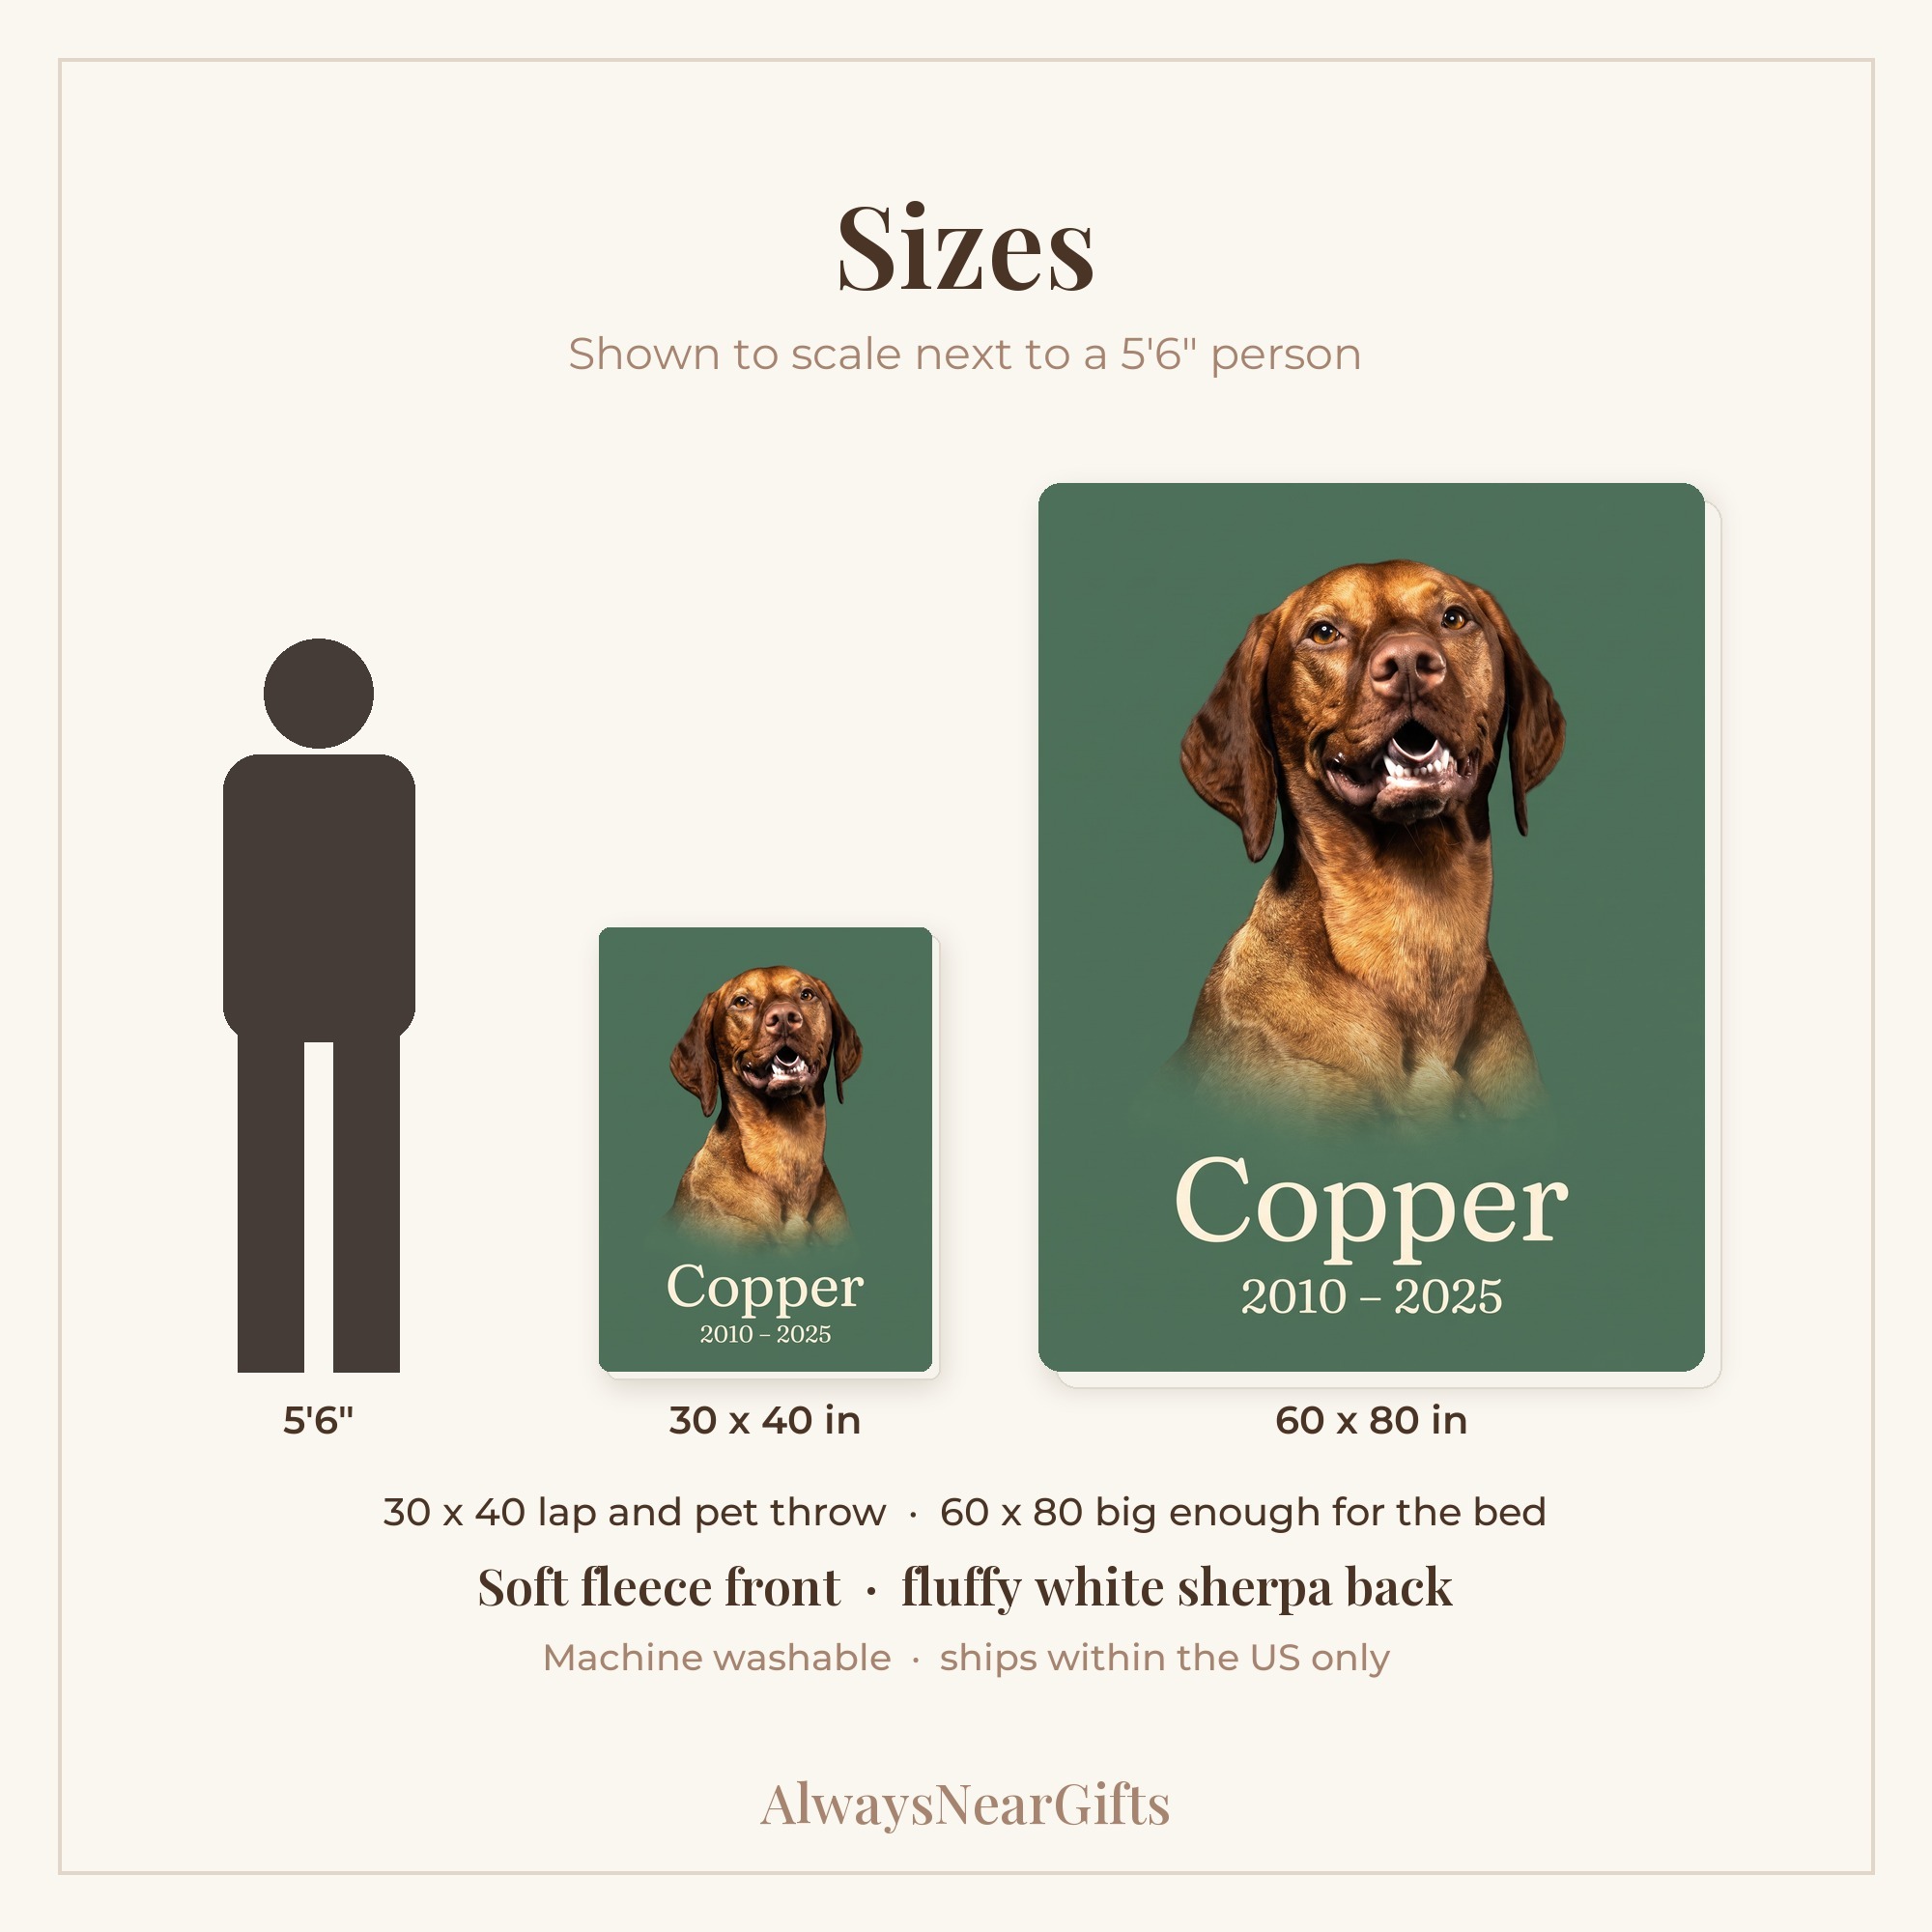 Sizes
Shown to scale next to a 5'6" person
Copper
2010 – 2025
Copper
2010 – 2025
5'6"
30 x 40 in
60 x 80 in
30 x 40 lap and pet throw · 60 x 80 big enough for the bed
Soft fleece front · fluffy white sherpa back
Machine washable · ships within the US only
AlwaysNearGifts